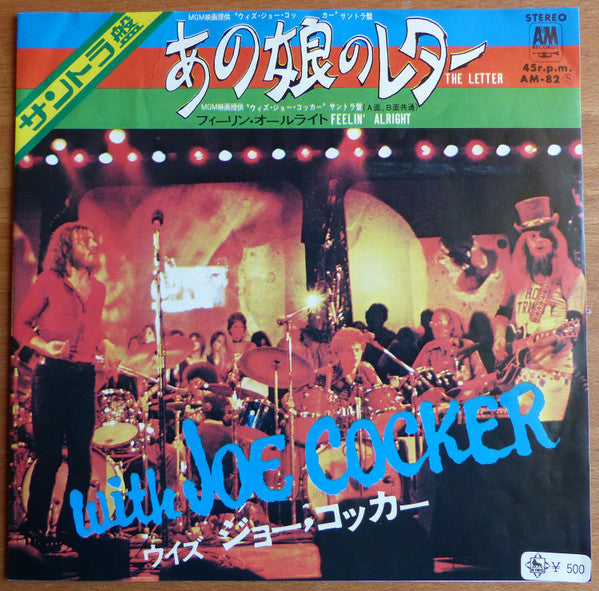 サントラ盤
MGM映画提供 “ウィズ・ジョー・コッカー” サントラ盤
あの娘のレター
THE LETTER
MGM映画提供 “ウィズ・ジョー・コッカー” サントラ盤(A面、B面共通)
フィーリン・オールライト FEELIN' ALRIGHT
STEREO
A&M
RECORDS
45r.p.m.
AM-82 Ⓢ
with JOE COCKER
ウイズ ジョー・コッカー
¥ 500